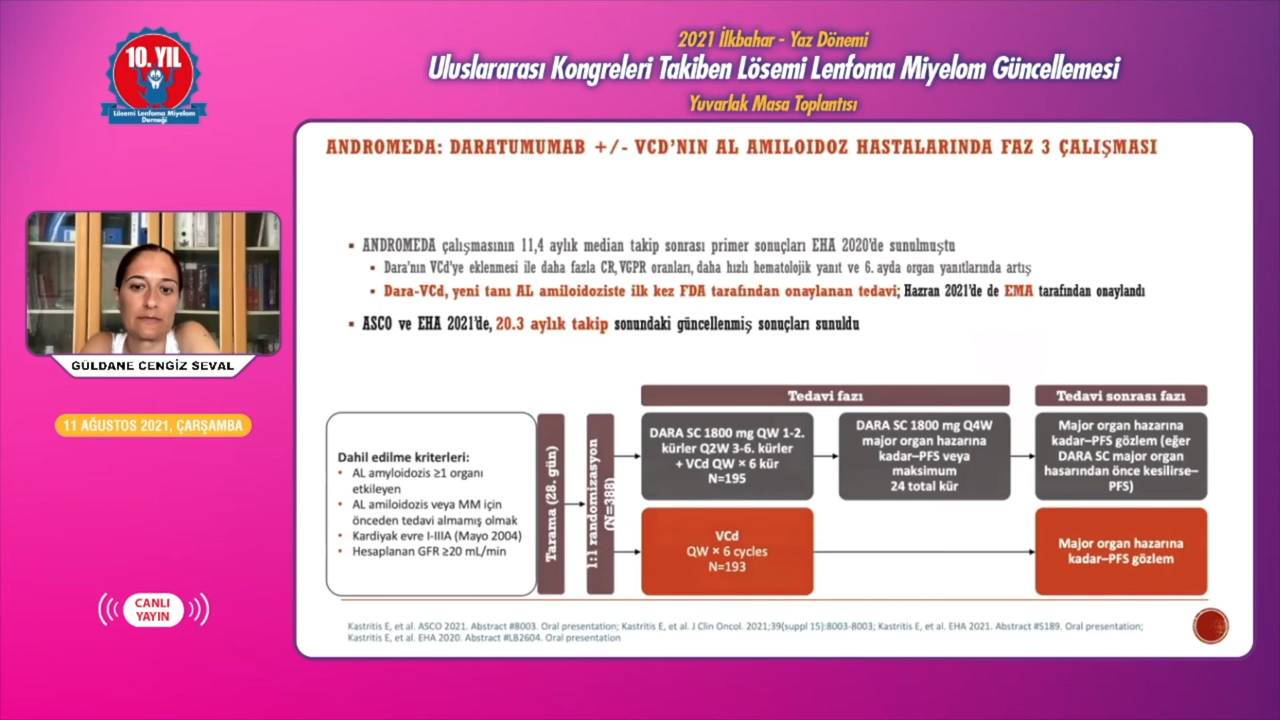 10. YIL
Lösemi Lenfoma Miyelom
Derneği
2021 İlkbahar - Yaz Dönemi
Uluslararası Kongreleri Takiben Lösemi Lenfoma Miyelom Güncellemesi
Yuvarlak Masa Toplantısı
ANDROMEDA: DARATUMUMAB +/- VCD'NIN AL AMILOIDOZ HASTALARINDA FAZ 3 ÇALIŞMASI
▪ ANDROMEDA çalışmasının 11,4 aylık median takip sonrası primer sonuçları EHA 2020'de sunulmuştu
▪ Dara'nın VCd'ye eklenmesi ile daha fazla CR, VGPR oranları, daha hızlı hematolojik yanıt ve 6. ayda organ yanıtlarında artış
▪ Dara-VCd, yeni tanı AL amiloidoziste ilk kez FDA tarafından onaylanan tedavi; Hazran 2021'de de EMA tarafından onaylandı
▪ ASCO ve EHA 2021'de, 20.3 aylık takip sonundaki güncellenmiş sonuçları sunuldu
GÜLDANE CENGİZ SEVAL
11 AĞUSTOS 2021, ÇARŞAMBA
CANLI
YAYIN
Dahil edilme kriterleri:
• AL amyloidozis ≥1 organı
etkileyen
• AL amiloidozis veya MM için
önceden tedavi almamış olmak
• Kardiyak evre I-IIIA (Mayo 2004)
• Hesaplanan GFR ≥20 mL/min
Tarama (28. gün)
1:1 randomizasyon
(N=388)
Tedavi fazı
DARA SC 1800 mg QW 1-2.
kürler Q2W 3-6. kürler
+ VCd QW × 6 kür
N=195
DARA SC 1800 mg Q4W
major organ hazarına
kadar–PFS veya
maksimum
24 total kür
VCd
QW × 6 cycles
N=193
Tedavi sonrası fazı
Major organ hazarına
kadar–PFS gözlem (eğer
DARA SC major organ
hasarından önce kesilirse–
PFS)
Major organ hazarına
kadar–PFS gözlem
Kastritis E, et al. ASCO 2021. Abstract #8003. Oral presentation; Kastritis E, et al. J Clin Oncol. 2021;39(suppl 15):8003-8003; Kastritis E, et al. EHA 2021. Abstract #S189. Oral presentation;
Kastritis E, et al. EHA 2020. Abstract #LB2604. Oral presentation